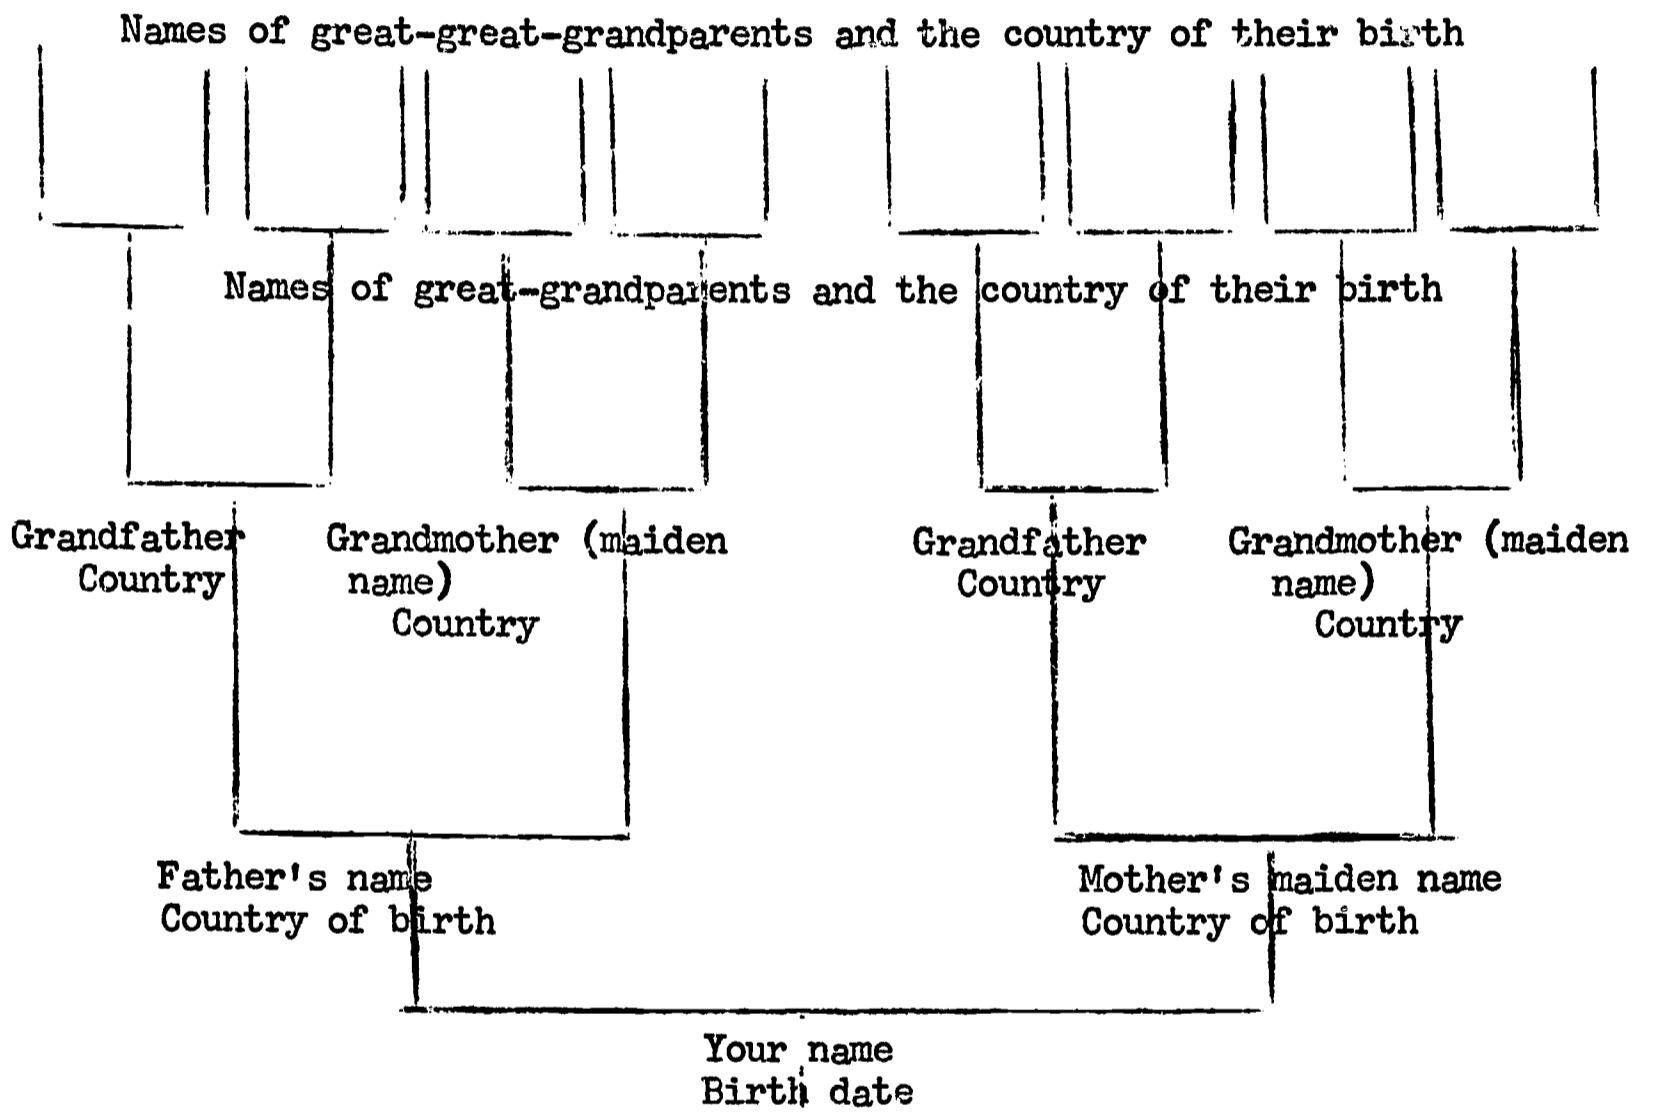 Names of great-great-grandparents and the country of their birth
Names of great-grandparents and the country of their birth
Grandfather
Country
Grandmother (maiden
name)
Country
Grandfather
Country
Grandmother (maiden
name)
Country
Father's name
Country of birth
Mother's maiden name
Country of birth
Your name
Birth date